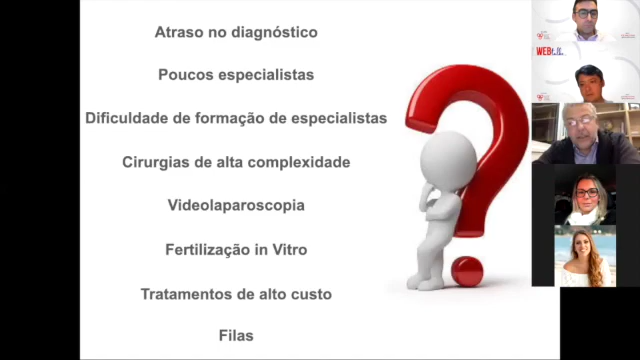 Atraso no diagnóstico
Poucos especialistas
Dificuldade de formação de especialistas
Cirurgias de alta complexidade
Videolaparoscopia
Fertilização in Vitro
Tratamentos de alto custo
Filas